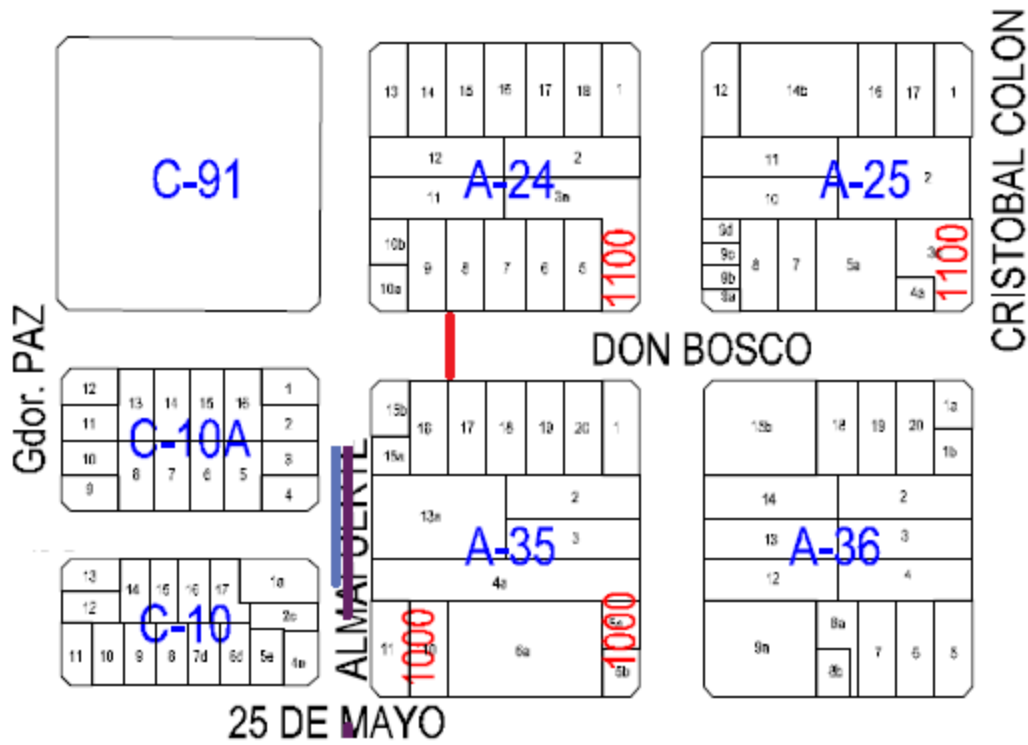 13 14 15 16 17 18 1
12 14b 16 17 1
CRISTOBAL COLON
C-91
12 2
A-24
11 3a
11
A-25
2
10
10b 9 8 7 6 5
10a
1100
9d
9c
9b
9a
8 7 5a
4a
1100
Gdor. PAZ
DON BOSCO
12 13 14 15 16 1
11 2
C-10A
10 8 7 6 5 3
9 4
15b 16 17 18 19 20 1
15a
13a 2
3
A-35
4a
11 10
1000
6a
1000
5b
18 19 20 1a
1b
14 2
13 3
A-36
12 4
9a 8a 7 6 5
8b
13 14 15 16 17 1a
12 2c
C-10
11 10 9 8 7d 6d 5e 4e
ALMAFUERTE
25 DE MAYO